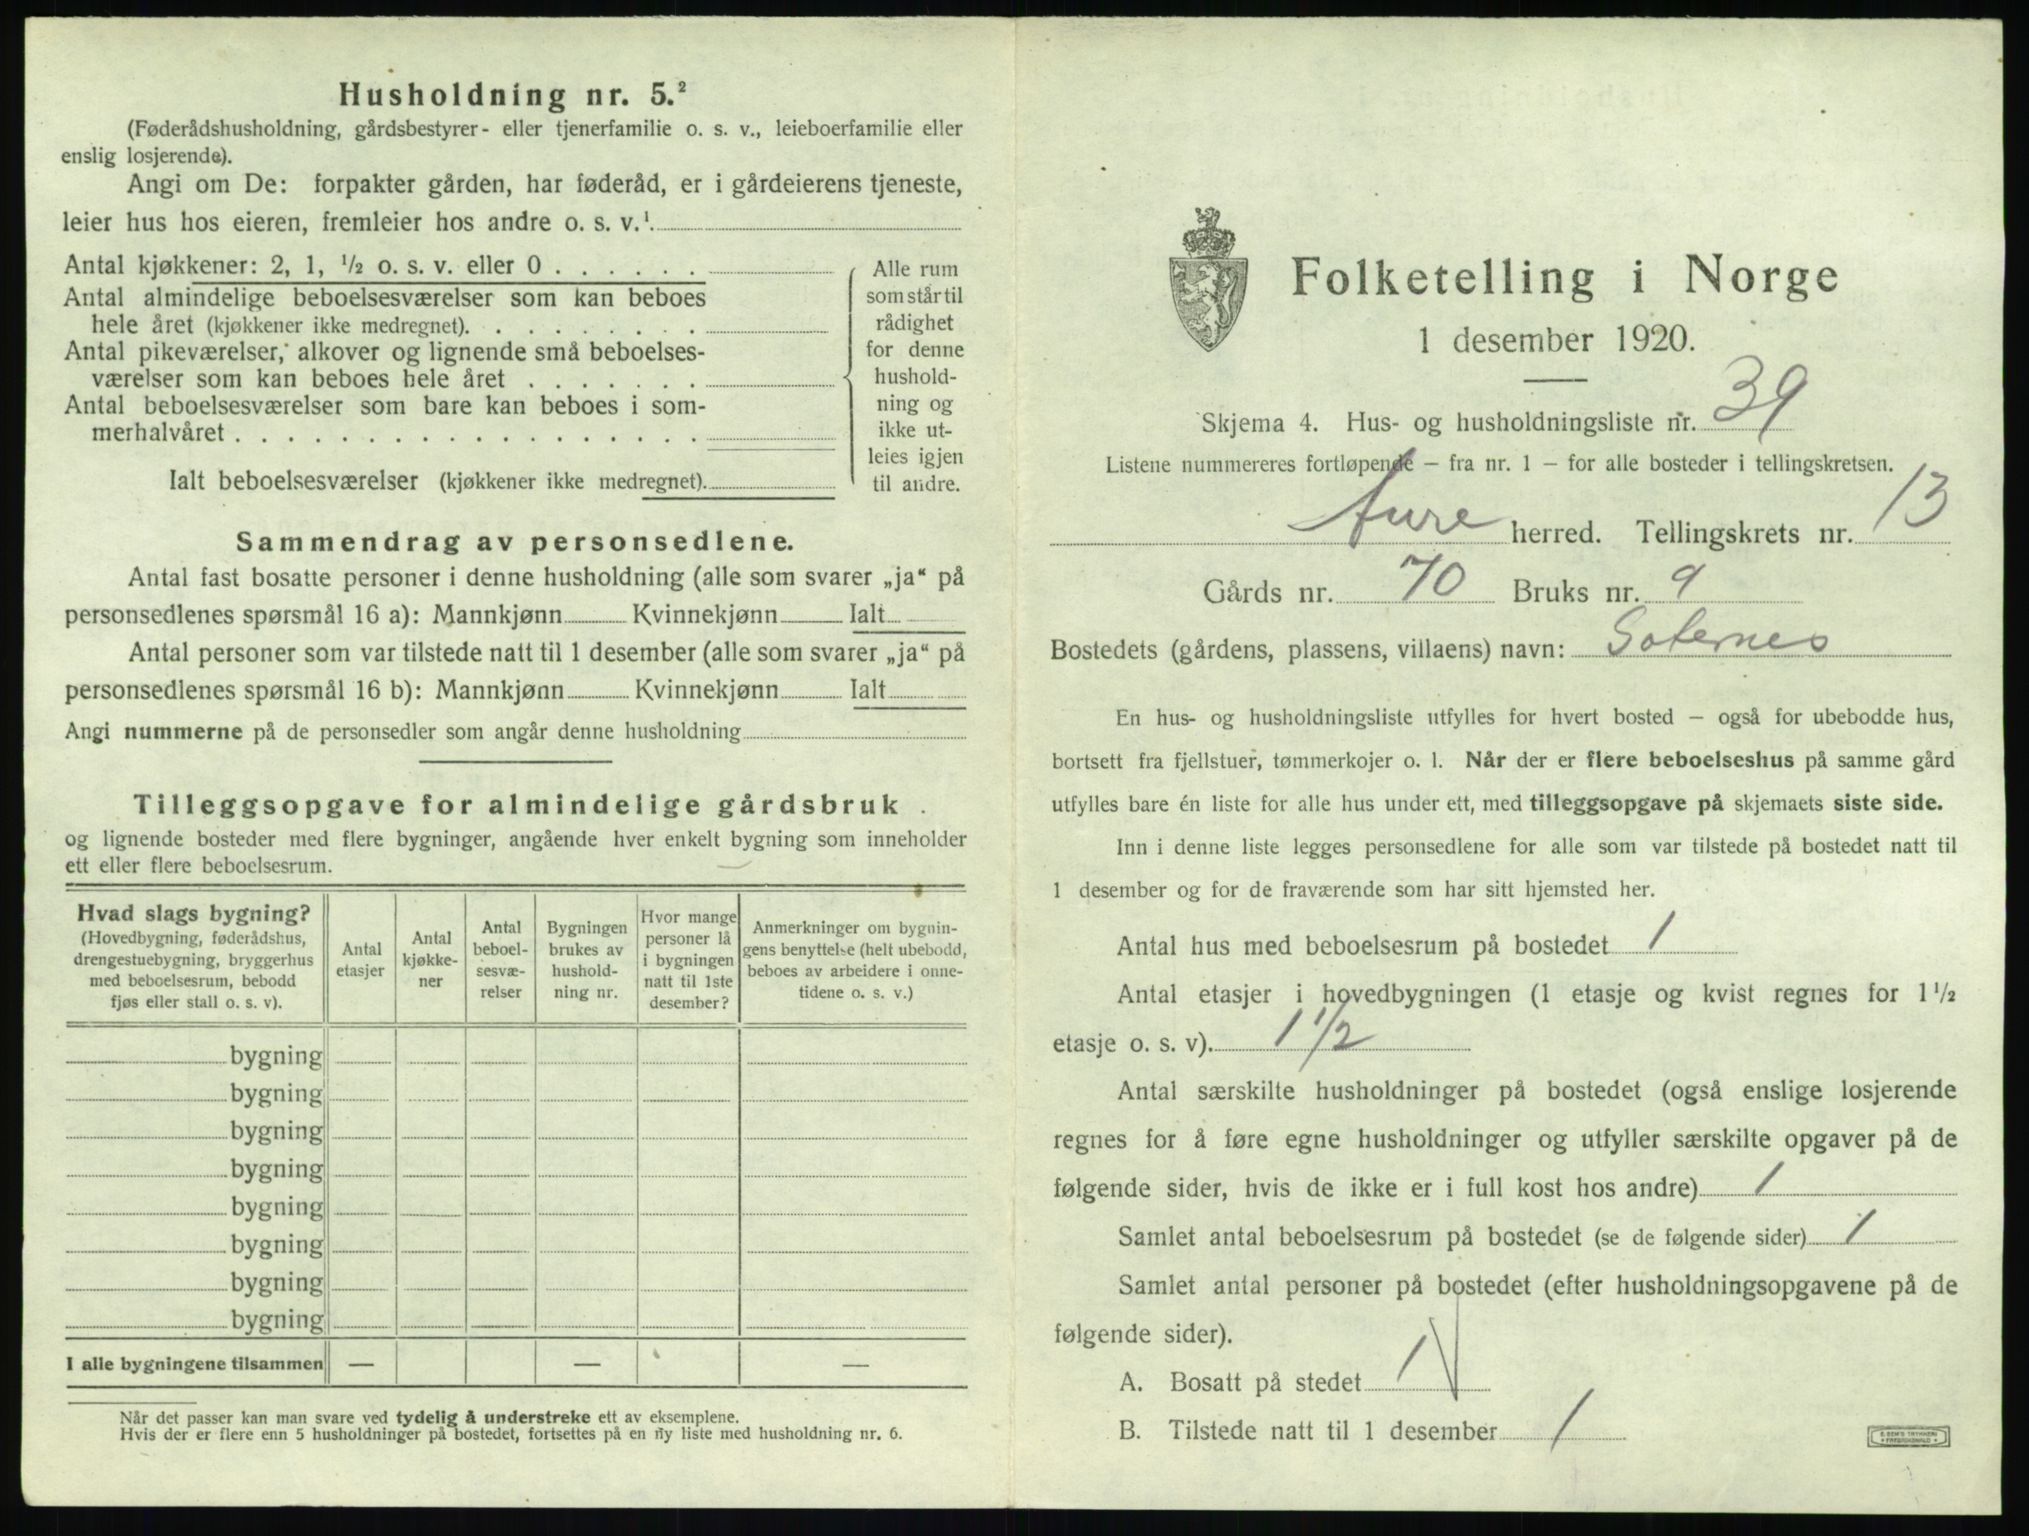 Husholdning nr. 5.²
(Føderådshusholdning, gårdsbestyrer- eller tjenerfamilie o. s. v., leieboerfamilie eller
enslig losjerende).
Angi om De: forpakter gården, har føderåd, er i gårdeierens tjeneste,
leier hus hos eieren, fremleier hos andre o. s. v.¹
Antal kjøkkener: 2, 1, ½ o. s. v. eller 0 . . . . . .
Antal almindelige beboelsesværelser som kan beboes
hele året (kjøkkener ikke medregnet). . . . . . . . .
Antal pikeværelser, alkover og lignende små beboelses-
værelser som kan beboes hele året . . . . . . .
Antal beboelsesværelser som bare kan beboes i som-
merhalvåret . . . . . . . . . . . . . . . . . .
Ialt beboelsesværelser (kjøkkener ikke medregnet).
Alle rum
som står til
rådighet
for denne
hushold-
ning og
ikke ut-
leies igjen
til andre.
Sammendrag av personsedlene.
Antal fast bosatte personer i denne husholdning (alle som svarer „ja“ på
personsedlenes spørsmål 16 a): Mannkjønn Kvinnekjønn Ialt
Antal personer som var tilstede natt til 1 desember (alle som svarer „ja“ på
personsedlenes spørsmål 16 b): Mannkjønn Kvinnekjønn Ialt
Angi nummerne på de personsedler som angår denne husholdning
Tilleggsopgave for almindelige gårdsbruk
og lignende bosteder med flere bygninger, angående hver enkelt bygning som inneholder
ett eller flere beboelsesrum.
Hvad slags bygning?
(Hovedbygning, føderådshus,
drengestuebygning, bryggerhus
med beboelsesrum, bebodd
fjøs eller stall o. s. v).
Antal
etasjer
Antal
kjøkke-
ner
Antal
beboel-
sesvæ-
relser
Bygningen
brukes av
hushold-
ning nr.
Hvor mange
personer lå
i bygningen
natt til 1ste
desember?
Anmerkninger om bygnin-
gens benyttelse (helt ubebodd,
beboes av arbeidere i onne-
tidene o. s. v.)
bygning
bygning
bygning
bygning
bygning
bygning
bygning
bygning
I alle bygningene tilsammen — — —
Når det passer kan man svare ved tydelig å understreke ett av eksemplene.
Hvis der er flere enn 5 husholdninger på bostedet, fortsettes på en ny liste med husholdning nr. 6.
Folketelling i Norge
1 desember 1920.
Skjema 4. Hus- og husholdningsliste nr. 39
Listene nummereres fortløpende – fra nr. 1 – for alle bosteder i tellingskretsen.
Aure herred. Tellingskrets nr. 13
Gårds nr. 70 Bruks nr. 9
Bostedets (gårdens, plassens, villaens) navn: Soternes
En hus- og husholdningsliste utfylles for hvert bosted – også for ubebodde hus,
bortsett fra fjellstuer, tømmerkojer o. l. Når der er flere beboelseshus på samme gård
utfylles bare én liste for alle hus under ett, med tilleggsopgave på skjemaets siste side.
Inn i denne liste legges personsedlene for alle som var tilstede på bostedet natt til
1 desember og for de fraværende som har sitt hjemsted her.
Antal hus med beboelsesrum på bostedet 1
Antal etasjer i hovedbygningen (1 etasje og kvist regnes for 1 ½
etasje o. s. v). 1 ½
Antal særskilte husholdninger på bostedet (også enslige losjerende
regnes for å føre egne husholdninger og utfyller særskilte opgaver på de
følgende sider, hvis de ikke er i full kost hos andre) 1
Samlet antal beboelsesrum på bostedet (se de følgende sider) 1
Samlet antal personer på bostedet (efter husholdningsopgavene på de
følgende sider).
A. Bosatt på stedet 1
B. Tilstede natt til 1 desember 1